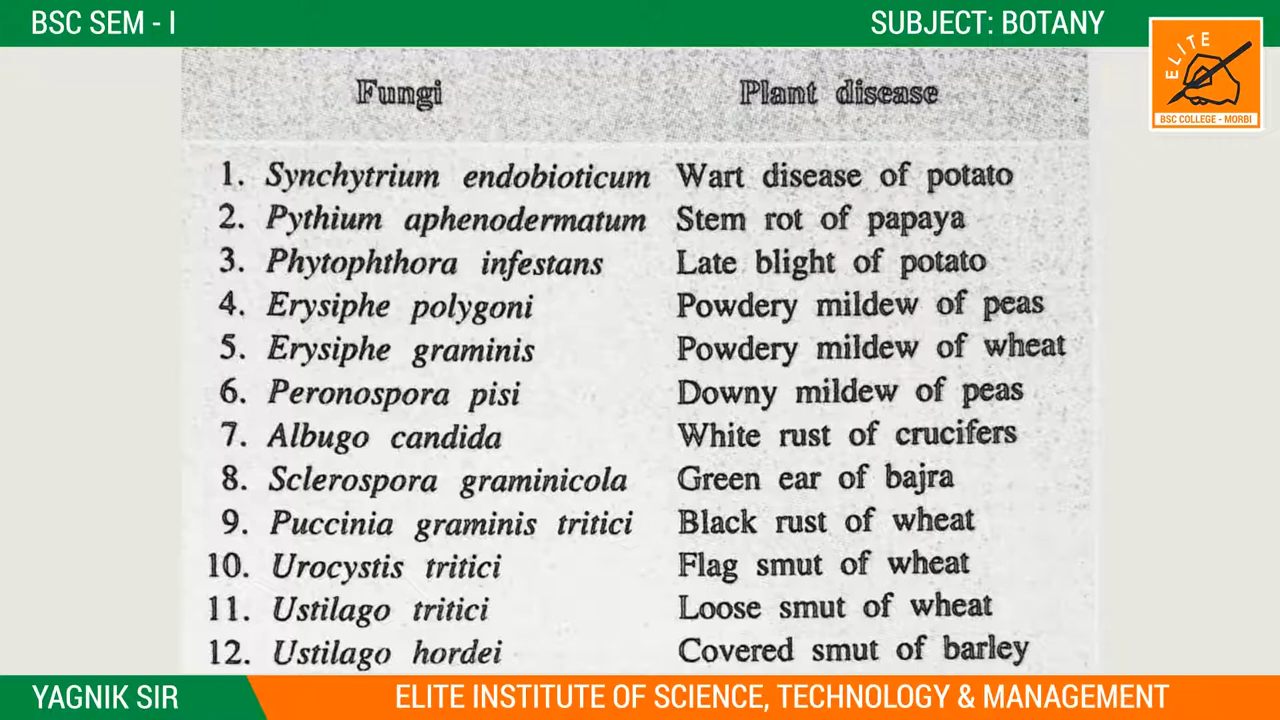 BSC SEM - I
SUBJECT: BOTANY
ELITE
BSC COLLEGE - MORBI
Fungi Plant disease
1. Synchytrium endobioticum Wart disease of potato
2. Pythium aphenodermatum Stem rot of papaya
3. Phytophthora infestans Late blight of potato
4. Erysiphe polygoni Powdery mildew of peas
5. Erysiphe graminis Powdery mildew of wheat
6. Peronospora pisi Downy mildew of peas
7. Albugo candida White rust of crucifers
8. Sclerospora graminicola Green ear of bajra
9. Puccinia graminis tritici Black rust of wheat
10. Urocystis tritici Flag smut of wheat
11. Ustilago tritici Loose smut of wheat
12. Ustilago hordei Covered smut of barley
YAGNIK SIR
ELITE INSTITUTE OF SCIENCE, TECHNOLOGY & MANAGEMENT